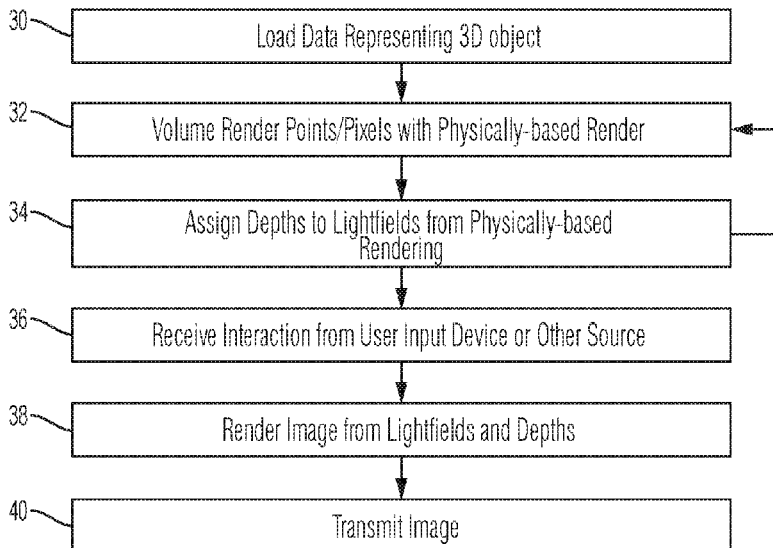 30
Load Data Representing 3D object
32
Volume Render Points/Pixels with Physically-based Render
34
Assign Depths to Lightfields from Physically-based
Rendering
36
Receive Interaction from User Input Device or Other Source
38
Render Image from Lightfields and Depths
40
Transmit Image